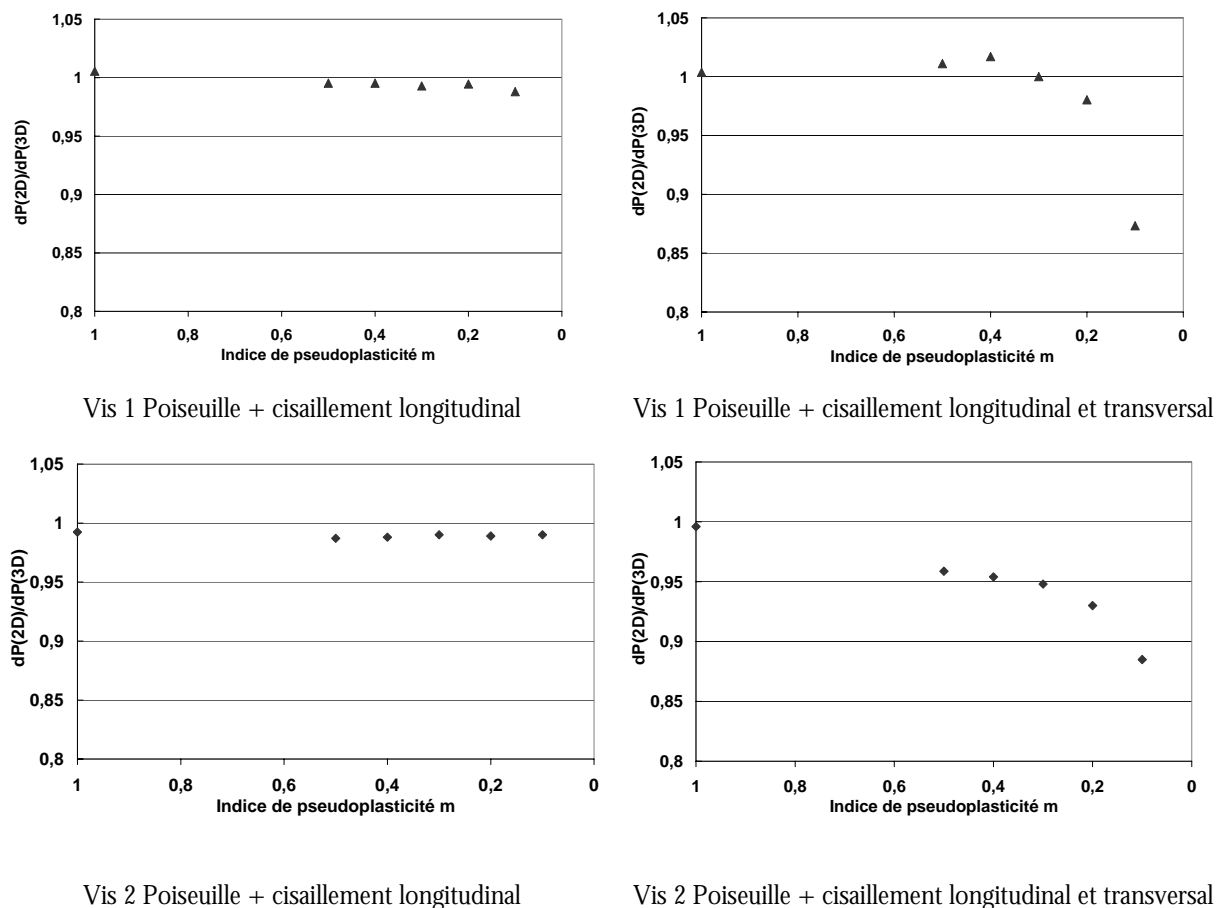 1,05
1
0,95
0,9
0,85
0,8
dP(2D)/dP(3D)
1 0,8 0,6 0,4 0,2 0
Indice de pseudoplasticité m
Vis 1 Poiseuille + cisaillement longitudinal
1,05
1
0,95
0,9
0,85
0,8
dP(2D)/dP(3D)
1 0,8 0,6 0,4 0,2 0
Indice de pseudoplasticité m
Vis 1 Poiseuille + cisaillement longitudinal et transversal
1,05
1
0,95
0,9
0,85
0,8
dP(2D)/dP(3D)
1 0,8 0,6 0,4 0,2 0
Indice de pseudoplasticité m
Vis 2 Poiseuille + cisaillement longitudinal
1,05
1
0,95
0,9
0,85
0,8
dP(2D)/dP(3D)
1 0,8 0,6 0,4 0,2 0
Indice de pseudoplasticité m
Vis 2 Poiseuille + cisaillement longitudinal et transversal